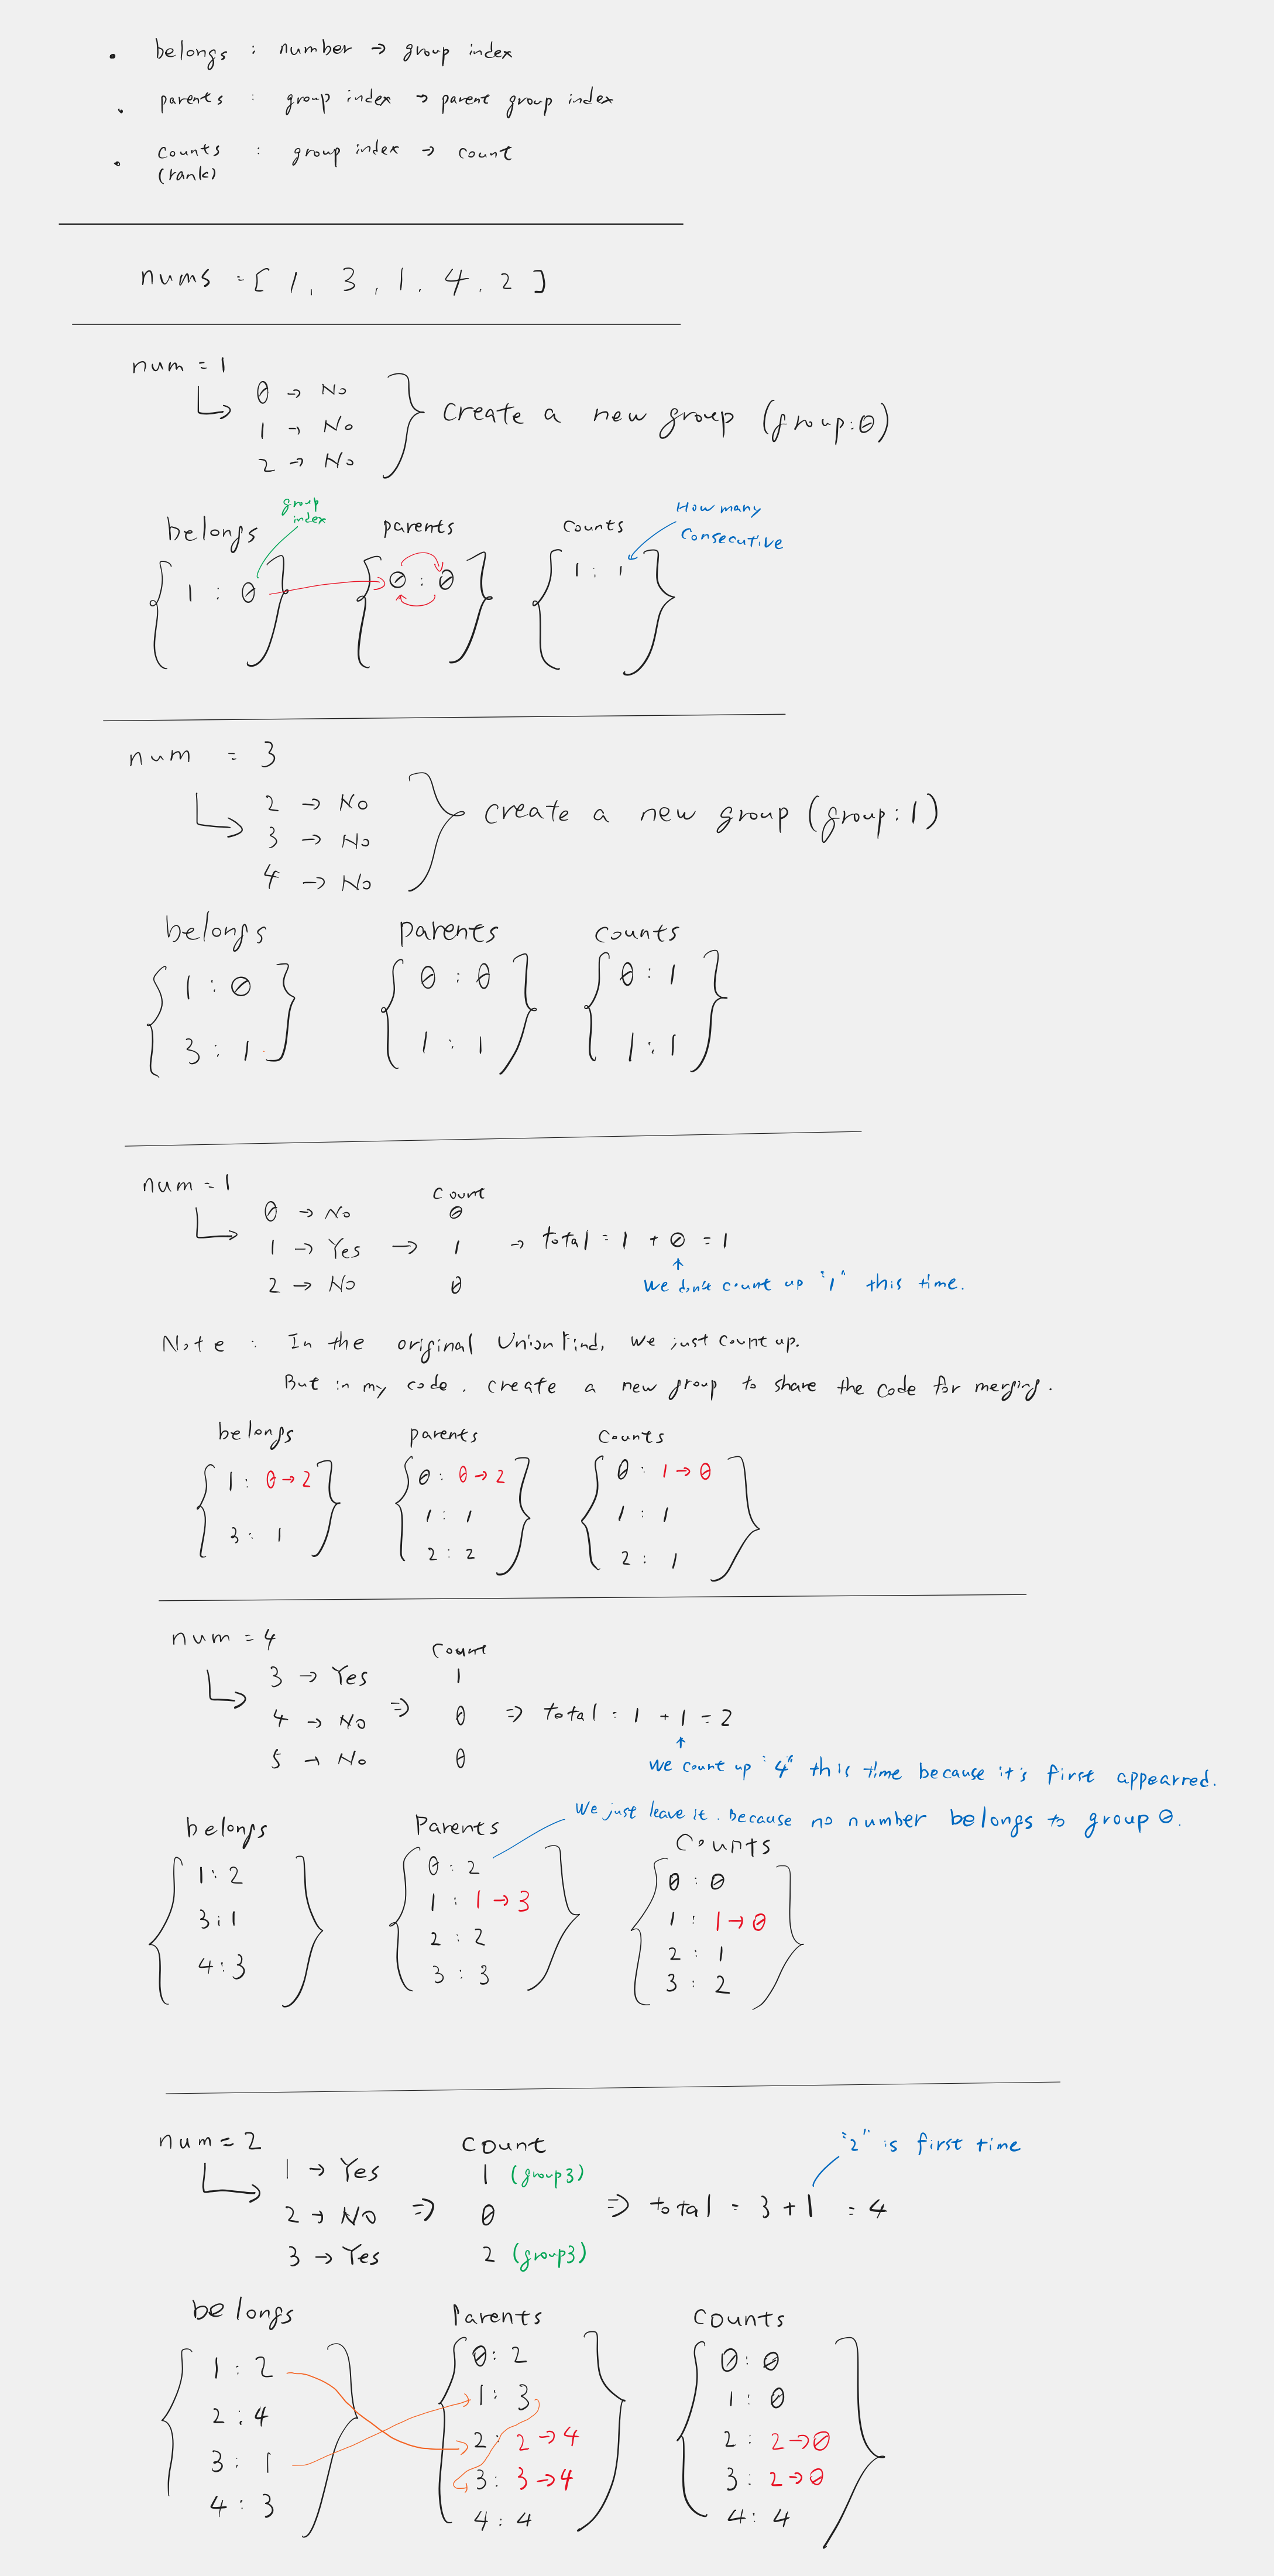 • belongs : number → group index
• parents : group index → parent group index
• counts : group index → count
(rank)
nums = [ 1, 3, 1, 4, 2 ]
num = 1
0 → No
1 → No
2 → No
create a new group (group:0)
group
index
How many
consecutive
belongs parents counts
{ 1 : 0 } { 0 : 0 } { 1 : 1 }
num = 3
2 → No
3 → No
4 → No
create a new group (group:1)
belongs parents counts
1 : 0 0 : 0 0 : 1
3 : 1 1 : 1 1 : 1
num = 1
count
0 → No 0
1 → Yes → 1 → total = 1 + 0 = 1
2 → No 0
↑
We don't count up "1" this time.
Note : In the original UnionFind, we just count up.
But in my code, create a new group to share the code for merging.
belongs parents counts
1 : 0→2 0 : 0→2 0 : 1→0
3 : 1 1 : 1 1 : 1
2 : 2 2 : 1
num = 4
count
3 → Yes 1
4 → No ⇒ 0 ⇒ total = 1 + 1 = 2
5 → No 0
↑
We count up "4" this time because it's first appearred.
We just leave it. because no number belongs to group 0.
belongs Parents Counts
1 : 2 0 : 2 0 : 0
3 : 1 1 : 1→3 1 : 1→0
4 : 3 2 : 2 2 : 1
3 : 3 3 : 2
num = 2
count
"2" is first time
1 → Yes 1 (group3)
2 → NO ⇒ 0 ⇒ total = 3 + 1 = 4
3 → Yes 2 (group3)
belongs Parents Counts
1 : 2 0 : 2 0 : 0
2 : 4 1 : 3 1 : 0
3 : 1 2 : 2→4 2 : 2→0
4 : 3 3 : 3→4 3 : 2→0
4 : 4 4 : 4